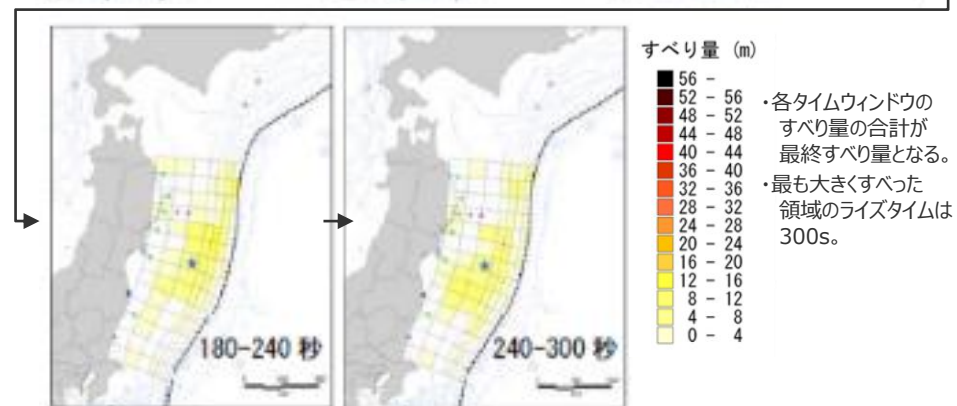 すべり量 (m)
56 -
52 - 56
48 - 52
44 - 48
40 - 44
36 - 40
32 - 36
28 - 32
24 - 28
20 - 24
16 - 20
12 - 16
8 - 12
4 - 8
0 - 4
・各タイムウィンドウの
すべり量の合計が
最終すべり量となる。
・最も大きくすべった
領域のライズタイムは
300s。
180-240 秒
240-300 秒